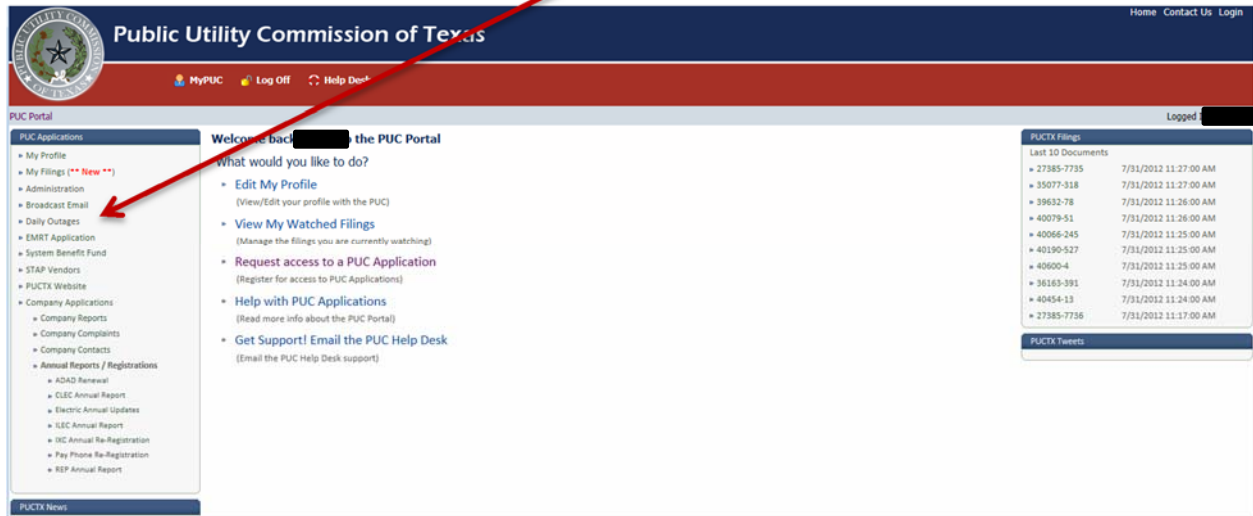 Home Contact Us Login
PUBLIC UTILITY COMMISSION OF TEXAS
Public Utility Commission of Texas
MyPUC Log Off Help Desk
PUC Portal
Logged
PUC Applications
My Profile
My Filings (** New **)
Administration
Broadcast Email
Daily Outages
EMRT Application
System Benefit Fund
STAP Vendors
PUCTX Website
Company Applications
Company Reports
Company Complaints
Company Contacts
Annual Reports / Registrations
ADAD Renewal
CLEC Annual Report
Electric Annual Updates
ILEC Annual Report
IXC Annual Re-Registration
Pay Phone Re-Registration
REP Annual Report
PUCTX News
Welcome back the PUC Portal
What would you like to do?
Edit My Profile
(View/Edit your profile with the PUC)
View My Watched Filings
(Manage the filings you are currently watching)
Request access to a PUC Application
(Register for access to PUC Applications)
Help with PUC Applications
(Read more info about the PUC Portal)
Get Support! Email the PUC Help Desk
(Email the PUC Help Desk support)
PUCTX Filings
Last 10 Documents
27385-7735 7/31/2012 11:27:00 AM
35077-318 7/31/2012 11:27:00 AM
39632-78 7/31/2012 11:26:00 AM
40079-51 7/31/2012 11:26:00 AM
40066-245 7/31/2012 11:25:00 AM
40190-527 7/31/2012 11:25:00 AM
40600-4 7/31/2012 11:25:00 AM
36163-391 7/31/2012 11:24:00 AM
40454-13 7/31/2012 11:24:00 AM
27385-7736 7/31/2012 11:17:00 AM
PUCTX Tweets